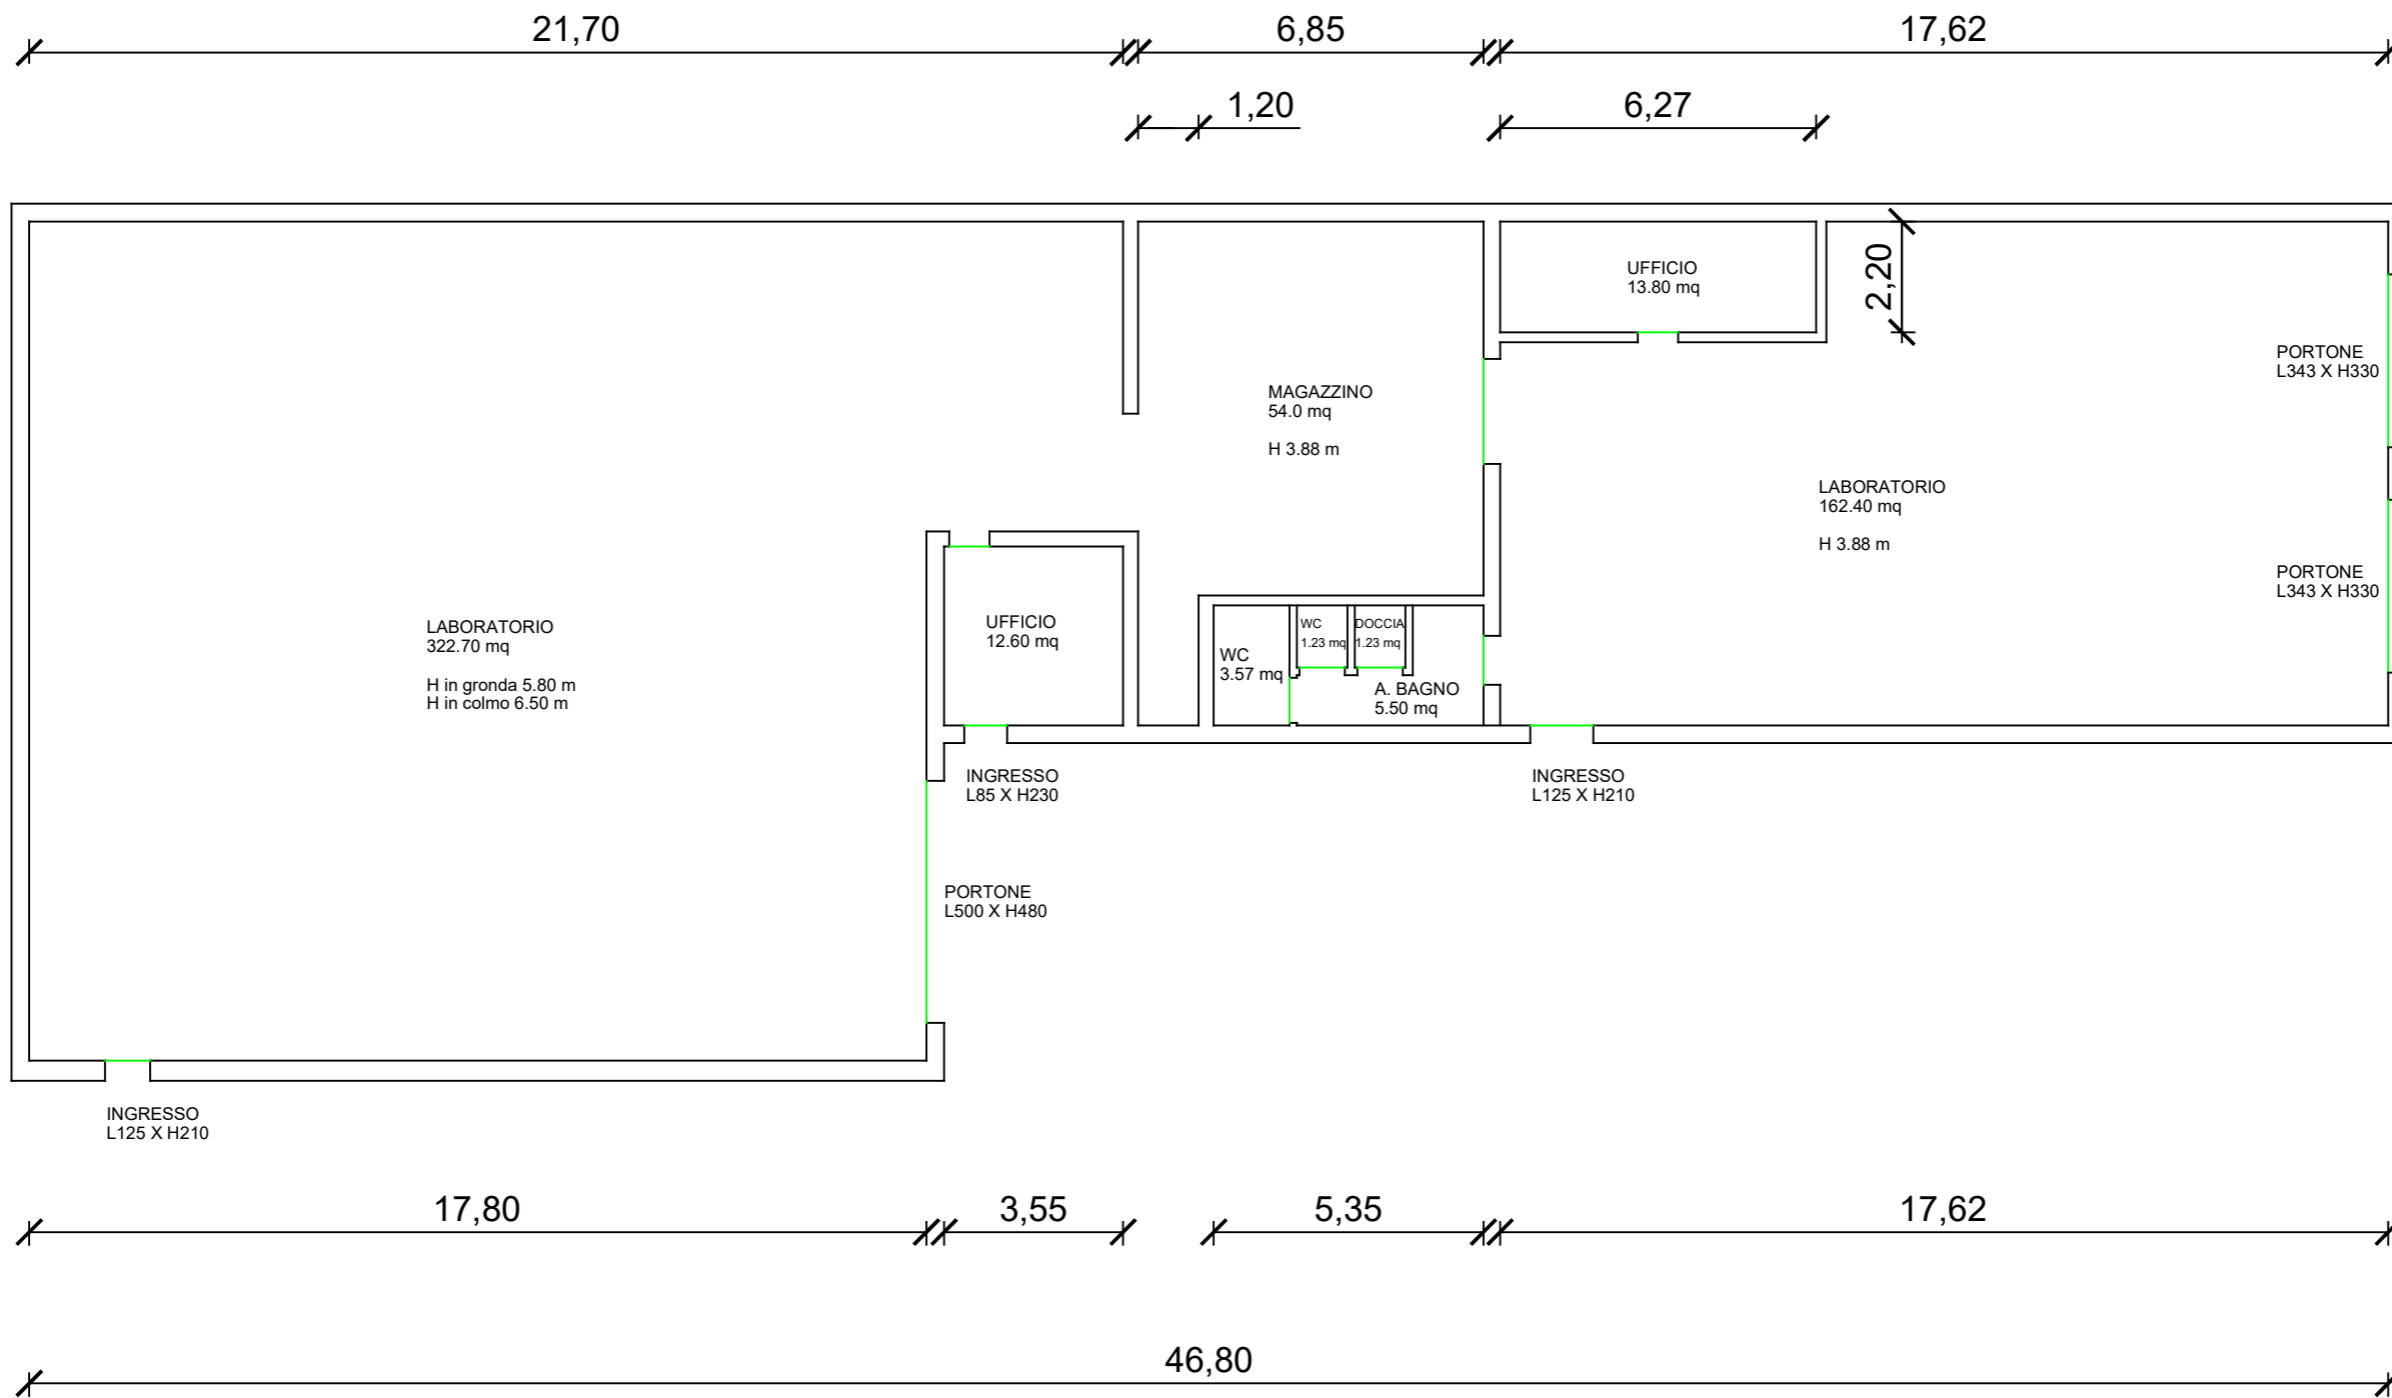 21,70
6,85
17,62
1,20
6,27
2,20
UFFICIO
13.80 mq
PORTONE
L343 X H330
MAGAZZINO
54.0 mq
H 3.88 m
LABORATORIO
162.40 mq
H 3.88 m
PORTONE
L343 X H330
LABORATORIO
322.70 mq
H in gronda 5.80 m
H in colmo 6.50 m
UFFICIO
12.60 mq
WC
3.57 mq
WC
1.23 mq
DOCCIA
1.23 mq
A. BAGNO
5.50 mq
INGRESSO
L85 X H230
INGRESSO
L125 X H210
PORTONE
L500 X H480
INGRESSO
L125 X H210
17,80
3,55
5,35
17,62
46,80